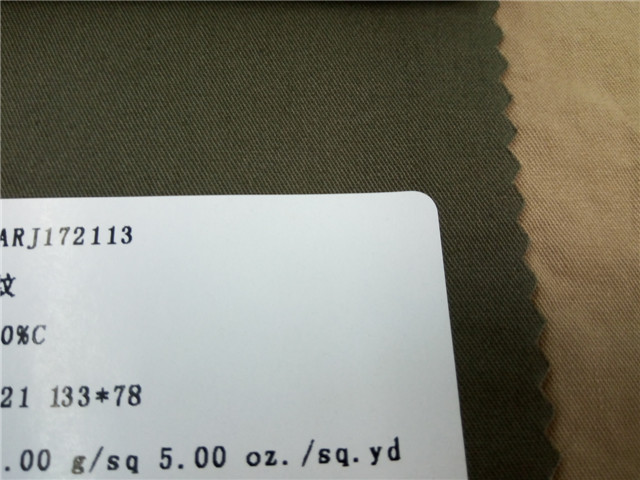 ARJ172113
纹
0%C
21 133*78
.00 g/sq 5.00 oz./sq.yd